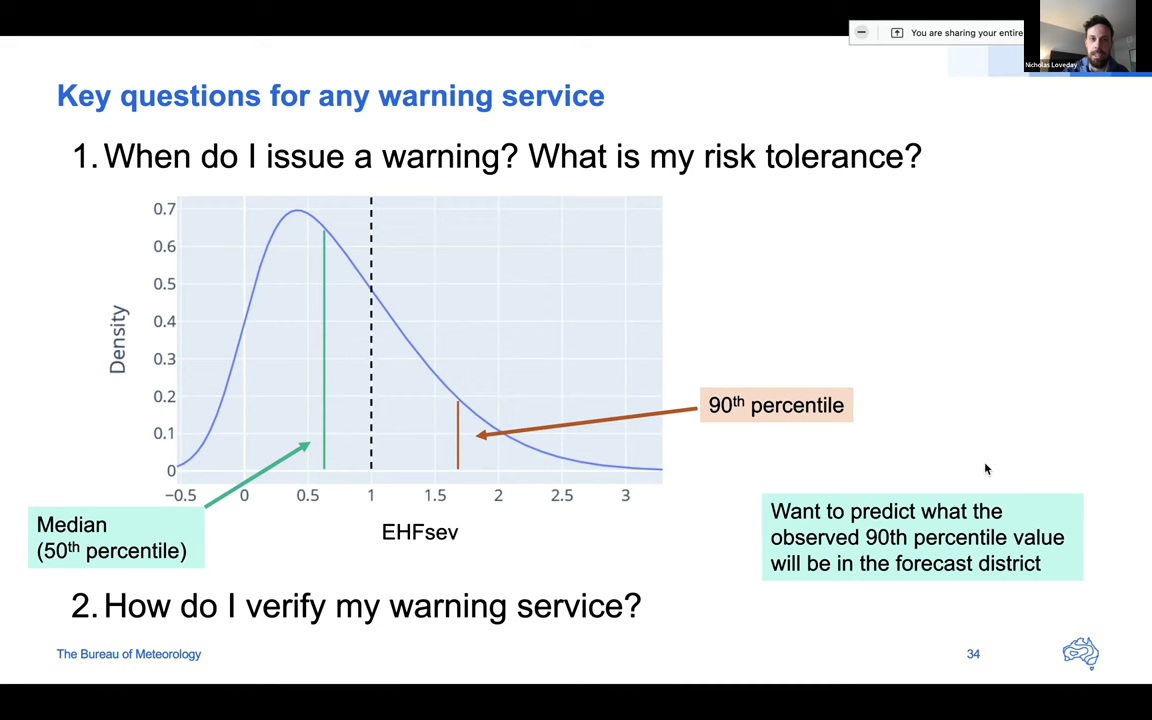 You are sharing your entire
Nicholas Loveday
Key questions for any warning service
1. When do I issue a warning? What is my risk tolerance?
0.7
0.6
0.5
0.4
0.3
0.2
0.1
0
Density
−0.5 0 0.5 1 1.5 2 2.5 3
EHFsev
90th percentile
Median
(50th percentile)
Want to predict what the
observed 90th percentile value
will be in the forecast district
2. How do I verify my warning service?
The Bureau of Meteorology
34